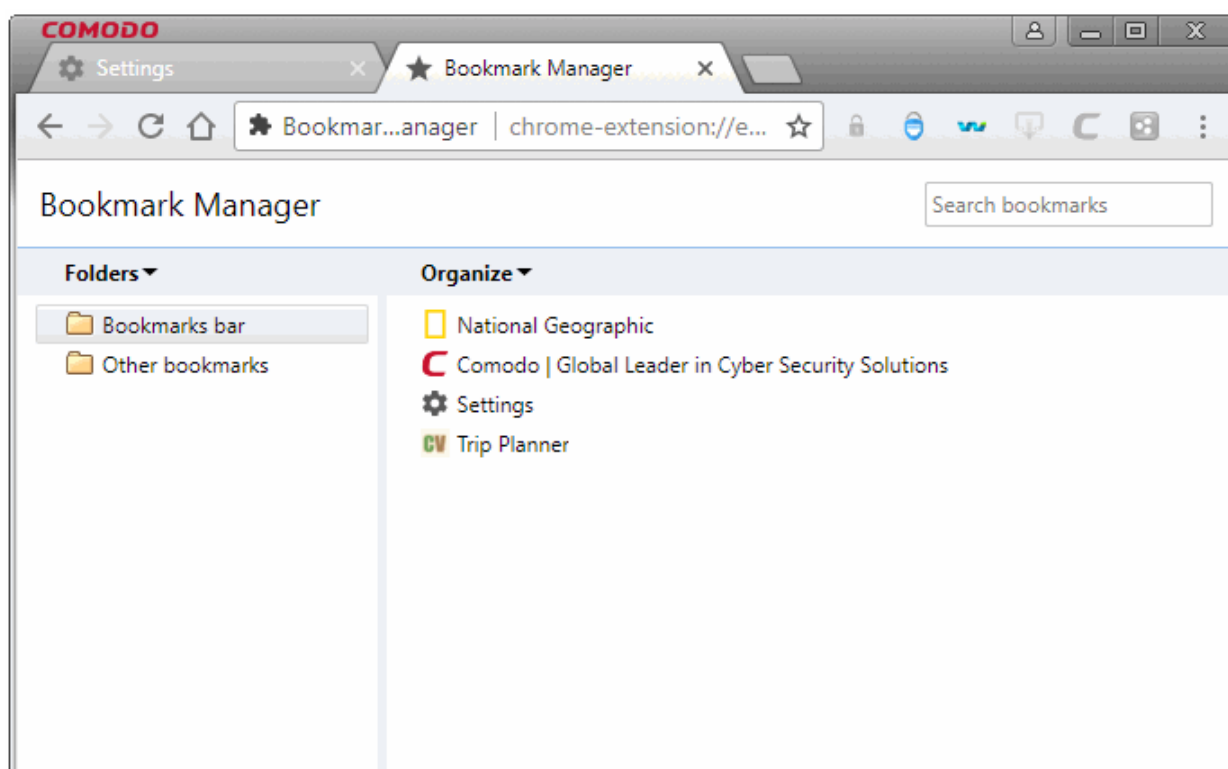 COMODO
Settings
Bookmark Manager
Bookmar...anager | chrome-extension://e...
Bookmark Manager
Search bookmarks
Folders
Organize
Bookmarks bar
Other bookmarks
National Geographic
Comodo | Global Leader in Cyber Security Solutions
Settings
CV Trip Planner